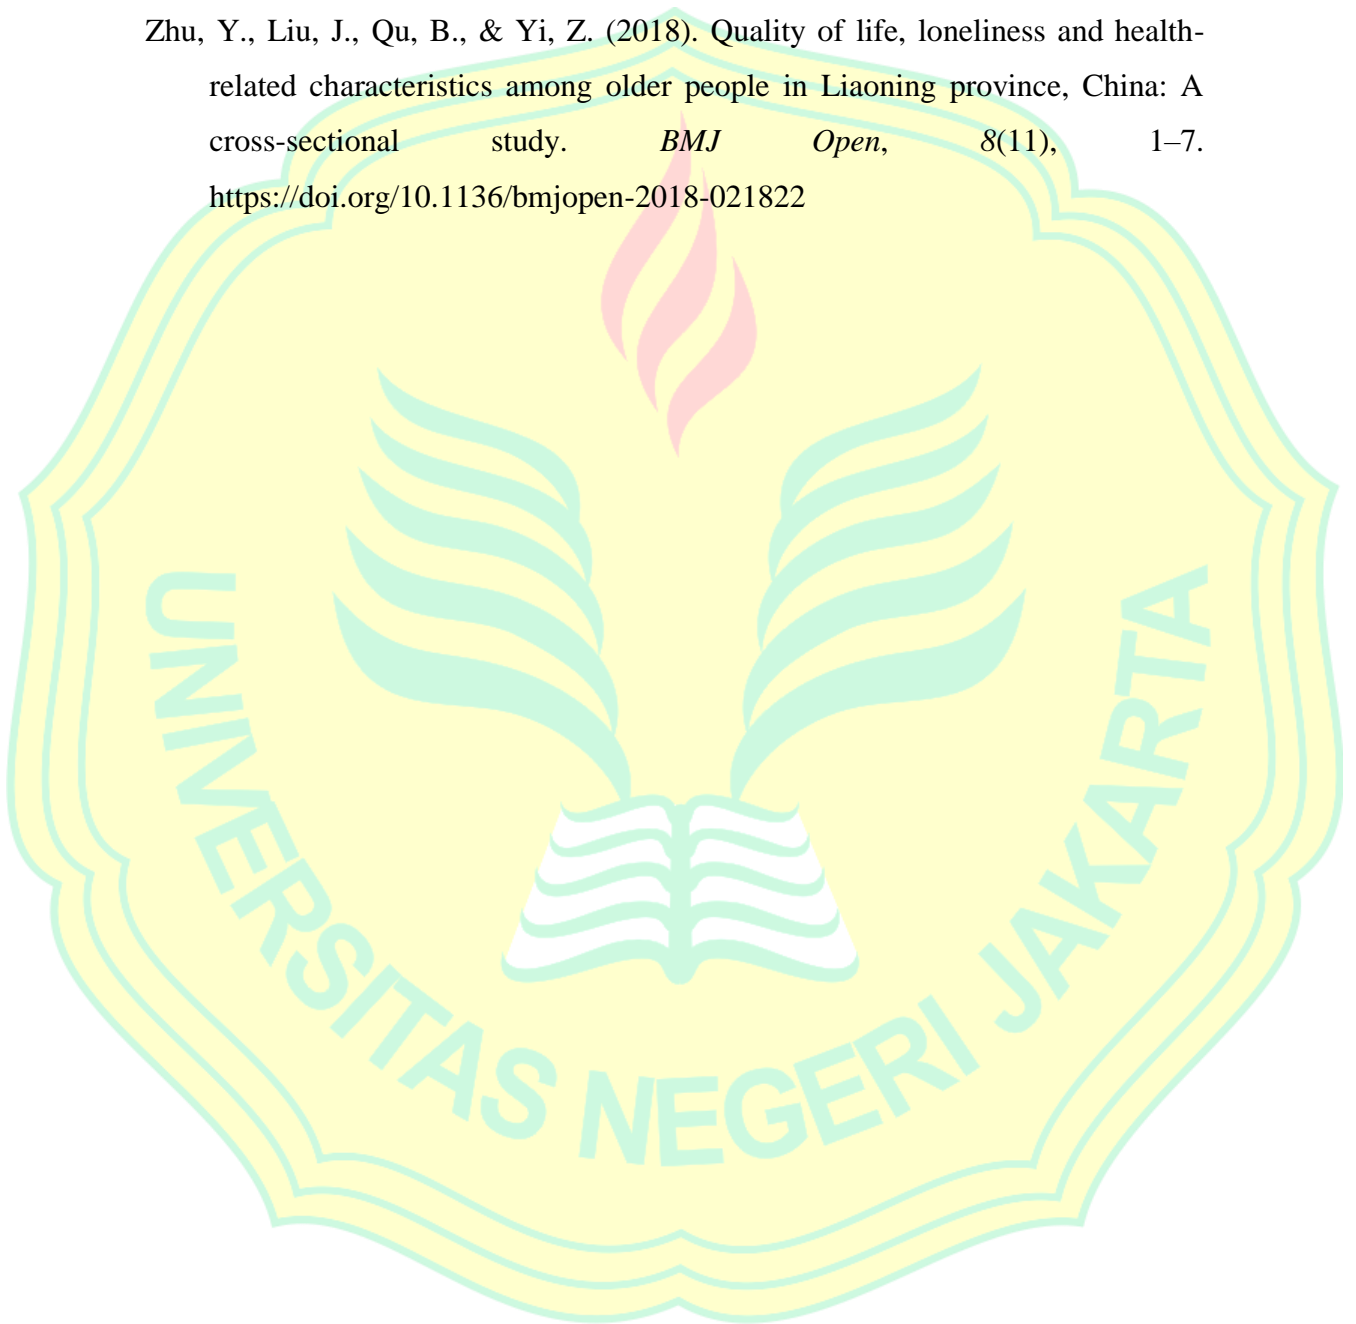 Zhu, Y., Liu, J., Qu, B., & Yi, Z. (2018). Quality of life, loneliness and health-
related characteristics among older people in Liaoning province, China: A
cross-sectional study. BMJ Open, 8(11), 1–7.
https://doi.org/10.1136/bmjopen-2018-021822
UNIVERSITAS NEGERI JAKARTA